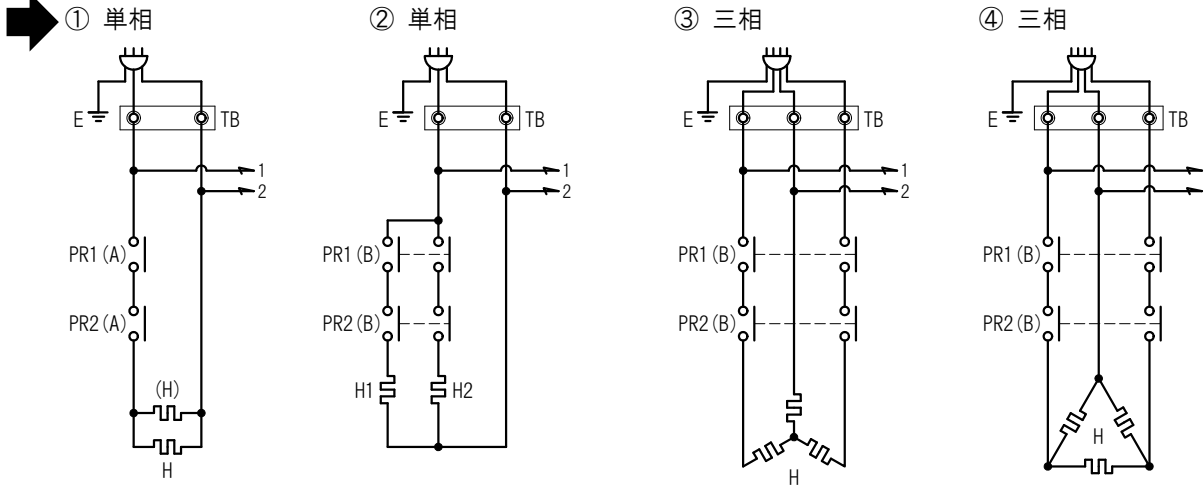 ① 単相
E
TB
1
2
PR1(A)
PR2(A)
(H)
H
② 単相
E
TB
1
2
PR1(B)
PR2(B)
H1
H2
③ 三相
E
TB
1
2
PR1(B)
PR2(B)
H
④ 三相
E
TB
PR1(B)
PR2(B)
H